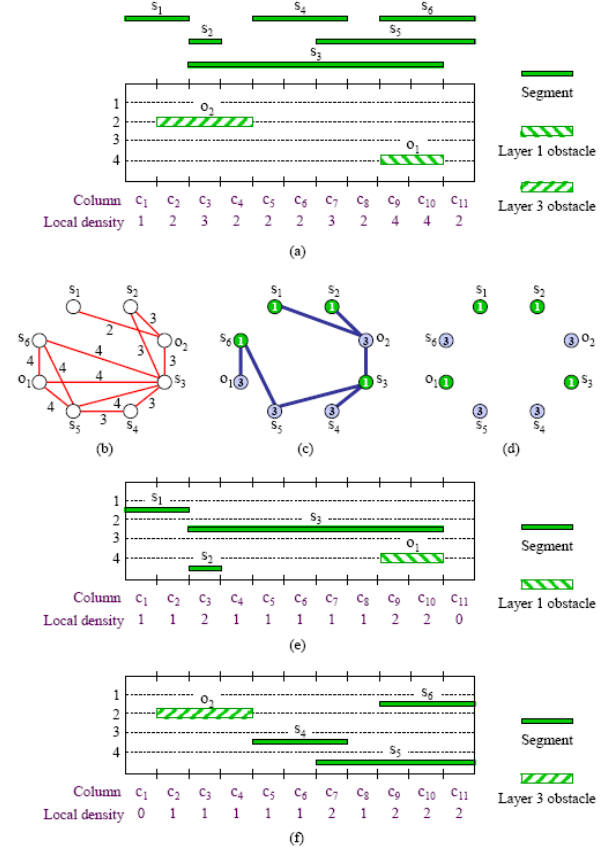 s1 s4 s6
s2 s5
s3
1
o2
2
3
o1
4
Segment
Layer 1 obstacle
Layer 3 obstacle
Column c1 c2 c3 c4 c5 c6 c7 c8 c9 c10 c11
Local density 1 2 3 2 2 2 3 2 4 4 2
(a)
s1 s2
3
2
s6 o2
4 3 3
4 4
4
o1 s3
4
4 4 3
3
s5 s4
(b)
s1 s2
1 1
s6 o2
1 3
o1 s3
3 1
3 3
s5 s4
(c)
s1 s2
1 1
s6 3 3 o2
o1 1 1 s3
3 3
s5 s4
(d)
1 s1
2 s3
3
4 o1
s2
Segment
Layer 1 obstacle
Column c1 c2 c3 c4 c5 c6 c7 c8 c9 c10 c11
Local density 1 1 2 1 1 1 1 1 2 2 0
(e)
1 s6
o2
2
3 s4
4 s5
Segment
Layer 3 obstacle
Column c1 c2 c3 c4 c5 c6 c7 c8 c9 c10 c11
Local density 0 1 1 1 1 1 2 1 2 2 2
(f)